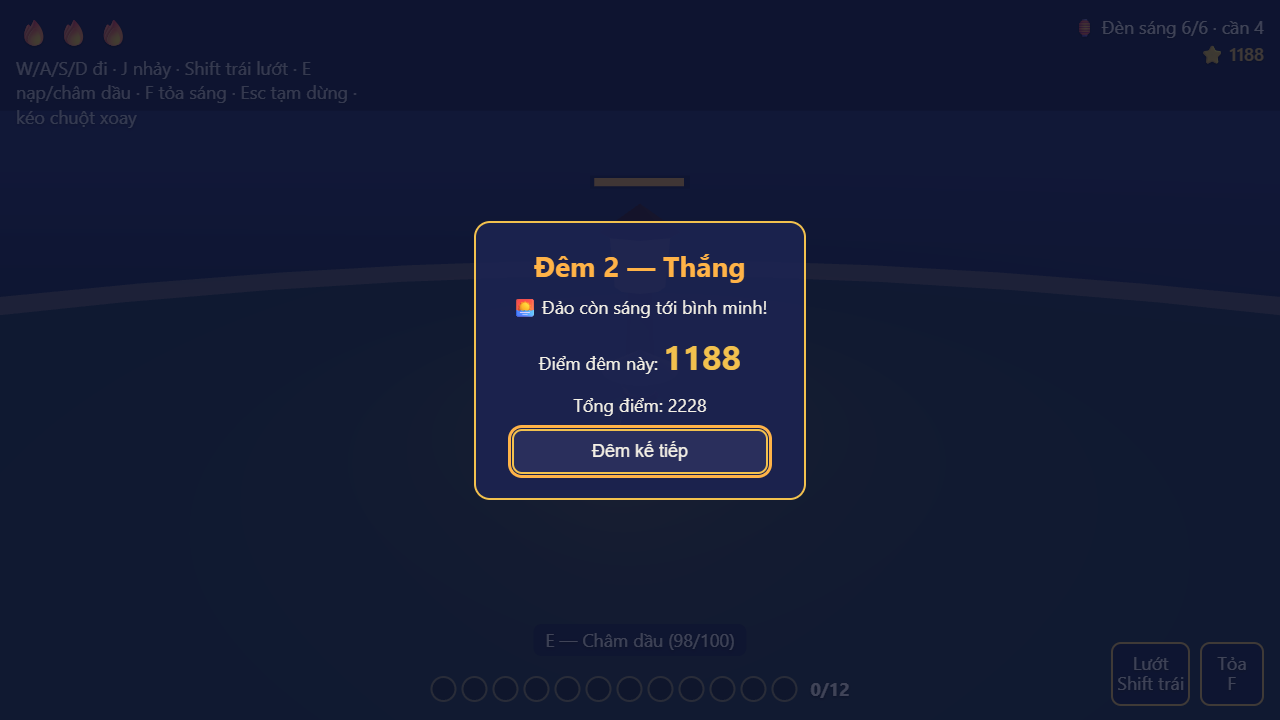 W/A/S/D đi · J nhảy · Shift trái lướt · E
nạp/châm dầu · F tỏa sáng · Esc tạm dừng ·
kéo chuột xoay
Đèn sáng 6/6 · cần 4
1188
Đêm 2 — Thắng
Đảo còn sáng tới bình minh!
Điểm đêm này: 1188
Tổng điểm: 2228
Đêm kế tiếp
E — Châm dầu (98/100)
0/12
Lướt
Shift trái
Tỏa
F